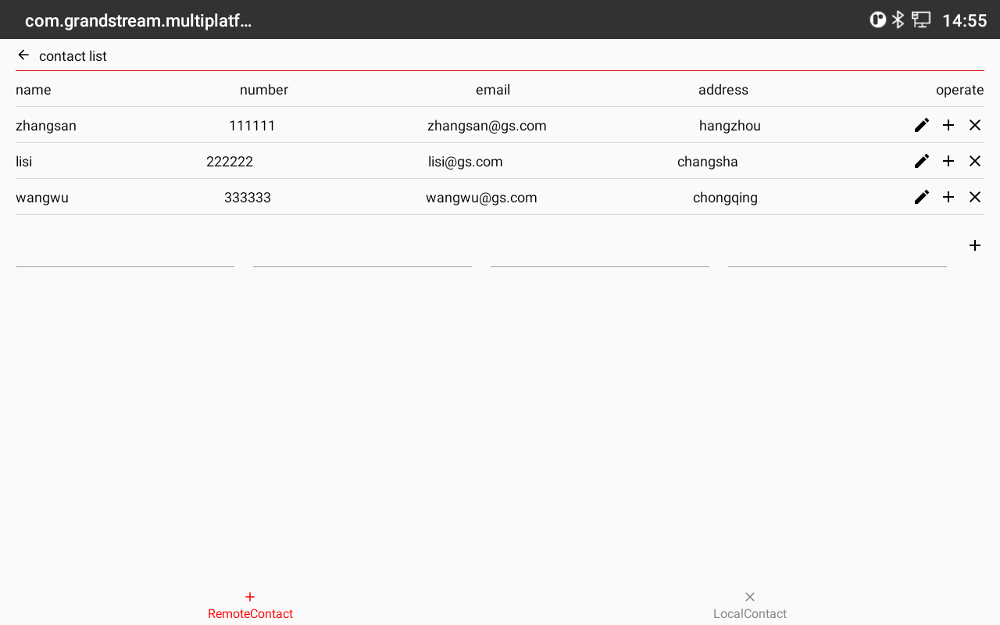 com.grandstream.multiplatf... 14:55
contact list
name number email address operate
zhangsan 111111 zhangsan@gs.com hangzhou
lisi 222222 lisi@gs.com changsha
wangwu 333333 wangwu@gs.com chongqing
RemoteContact LocalContact